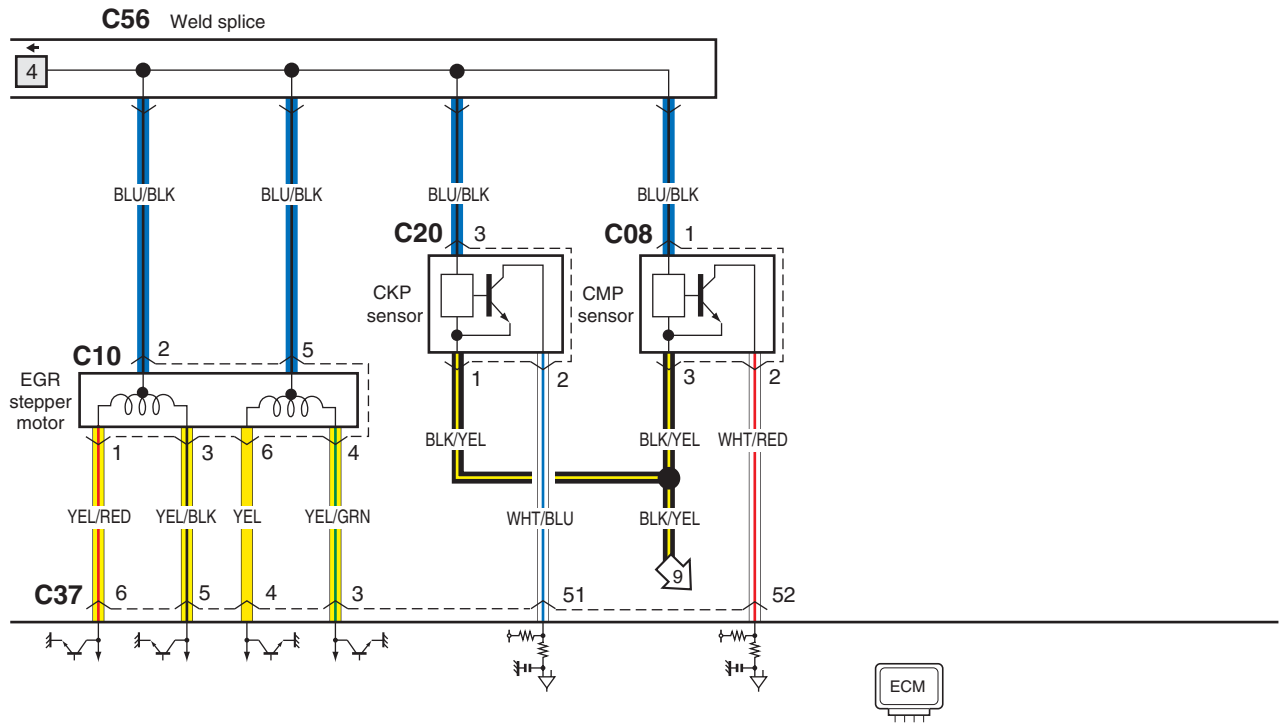 C56 Weld splice
4
BLU/BLK BLU/BLK BLU/BLK BLU/BLK
C20 3 C08 1
CKP sensor
CMP sensor
C10 2 5
1 2 3 2
EGR stepper motor
1 3 6 4
BLK/YEL BLK/YEL WHT/RED
YEL/RED YEL/BLK YEL YEL/GRN WHT/BLU BLK/YEL
9
C37 6 5 4 3 51 52
ECM